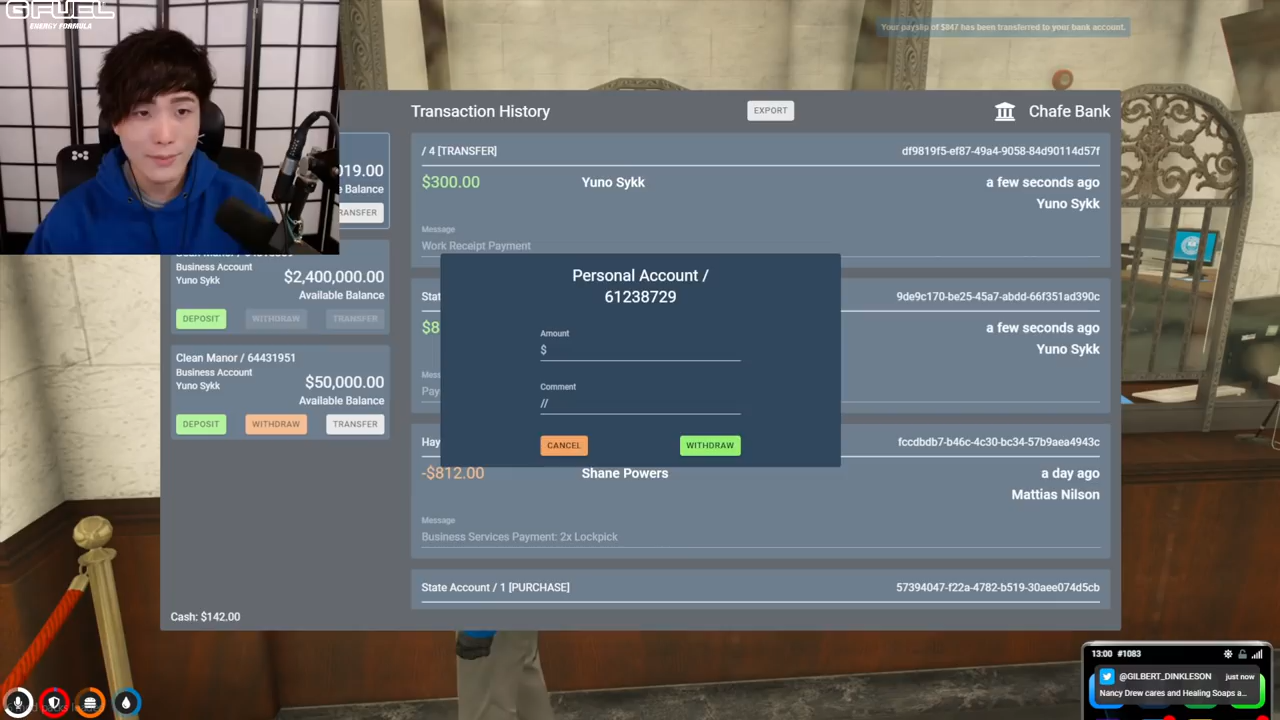 GFUEL
ENERGY FORMULA
Your payslip of $847 has been transferred to your bank account.
Transaction History
EXPORT
Chafe Bank
019.00
e Balance
TRANSFER
/ 4 [TRANSFER]
df9819f5-ef87-49a4-9058-84d90114d57f
$300.00
Yuno Sykk
a few seconds ago
Yuno Sykk
Message
Work Receipt Payment
Business Account
Yuno Sykk
$2,400,000.00
Available Balance
DEPOSIT
WITHDRAW
TRANSFER
Clean Manor / 64431951
Business Account
Yuno Sykk
$50,000.00
Available Balance
DEPOSIT
WITHDRAW
TRANSFER
Cash: $142.00
Personal Account /
61238729
Amount
$
Comment
//
CANCEL
WITHDRAW
Stat
9de9c170-be25-45a7-abdd-66f351ad390c
$8
a few seconds ago
Yuno Sykk
Mess
Pay
Hay
fccdbdb7-b46c-4c30-bc34-57b9aea4943c
-$812.00
Shane Powers
a day ago
Mattias Nilson
Message
Business Services Payment: 2x Lockpick
State Account / 1 [PURCHASE]
57394047-f22a-4782-b519-30aee074d5cb
13:00 #1083
@GILBERT_DINKLESON
just now
Nancy Drew cares and Healing Soaps a...